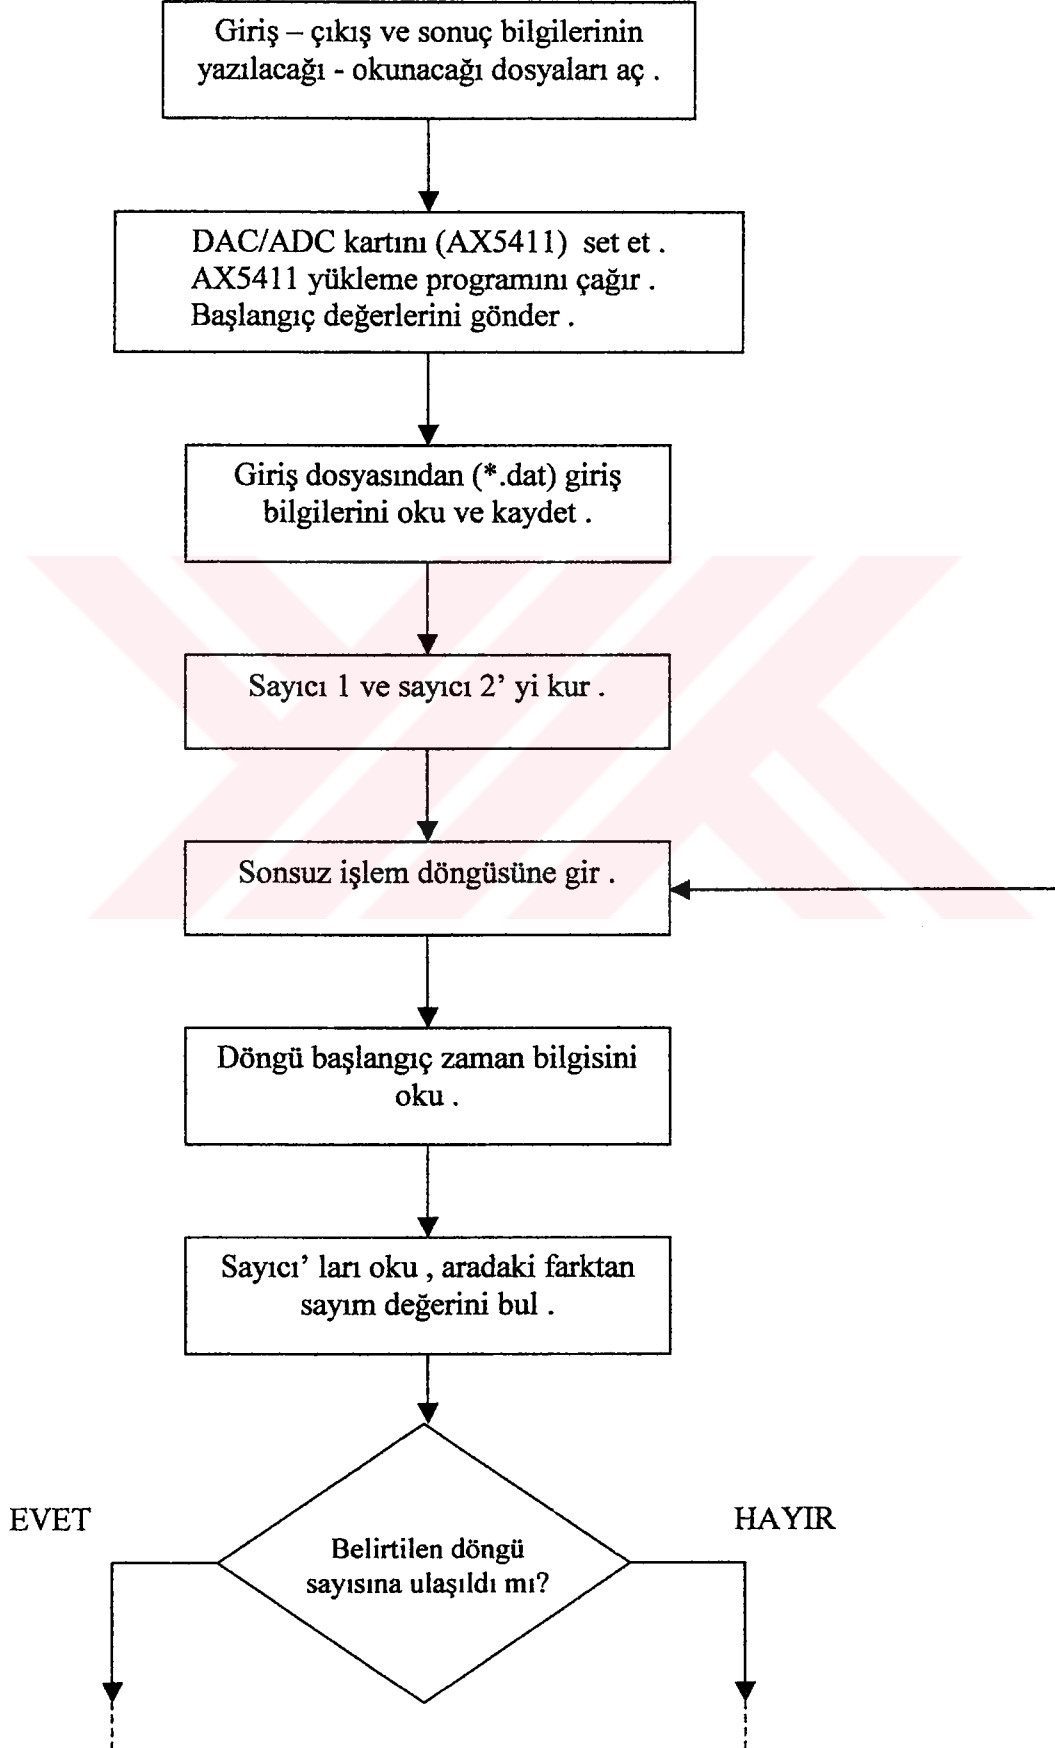 Giriş – çıkış ve sonuç bilgilerinin
yazılacağı - okunacağı dosyaları aç .
DAC/ADC kartını (AX5411) set et .
AX5411 yükleme programını çağır .
Başlangıç değerlerini gönder .
Giriş dosyasından (*.dat) giriş
bilgilerini oku ve kaydet .
Sayıcı 1 ve sayıcı 2’ yi kur .
Sonsuz işlem döngüsüne gir .
Döngü başlangıç zaman bilgisini
oku .
Sayıcı’ ları oku , aradaki farktan
sayım değerini bul .
EVET
HAYIR
Belirtilen döngü
sayısına ulaşıldı mı?